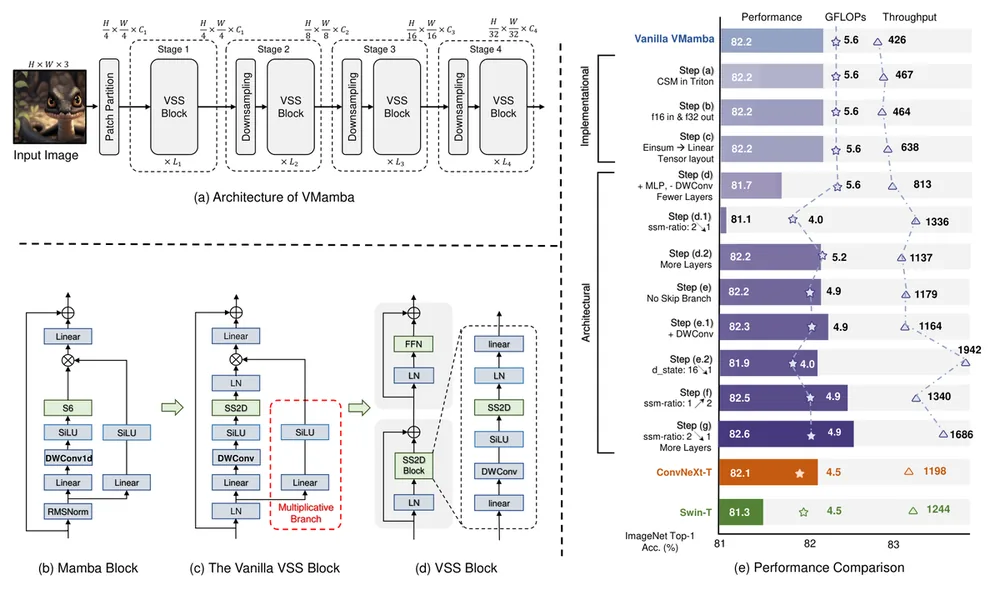 H/4 × W/4 × C₁
H/4 × W/4 × C₁
H/8 × W/8 × C₂
H/16 × W/16 × C₃
H/32 × W/32 × C₄
Stage 1
Stage 2
Stage 3
Stage 4
H × W × 3
Input Image
Patch Partition
VSS
Block
× L₁
Downsampling
VSS
Block
× L₂
Downsampling
VSS
Block
× L₃
Downsampling
VSS
Block
× L₄
(a) Architecture of VMamba
Linear
S6
SiLU
SiLU
DWConv1d
Linear
Linear
RMSNorm
(b) Mamba Block
Linear
LN
SS2D
SiLU
SiLU
DWConv
Linear
Linear
LN
Multiplicative
Branch
(c) The Vanilla VSS Block
FFN
LN
SS2D
Block
LN
linear
LN
SS2D
SiLU
DWConv
linear
(d) VSS Block
Performance GFLOPs Throughput
Implementational
Architectural
Vanilla VMamba 82.2 5.6 426
Step (a)
CSM in Triton
82.2 5.6 467
Step (b)
f16 in & f32 out
82.2 5.6 464
Step (c)
Einsum → Linear
Tensor layout
82.2 5.6 638
Step (d)
+ MLP, - DWConv
Fewer Layers
81.7 5.6 813
Step (d.1)
ssm-ratio: 2↘1
81.1 4.0 1336
Step (d.2)
More Layers
82.2 5.2 1137
Step (e)
No Skip Branch
82.2 4.9 1179
Step (e.1)
+ DWConv
82.3 4.9 1164
Step (e.2)
d_state: 16↘1
81.9 4.0 1942
Step (f)
ssm-ratio: 1↗2
82.5 4.9 1340
Step (g)
ssm-ratio: 2↘1
More Layers
82.6 4.9 1686
ConvNeXt-T 82.1 4.5 1198
Swin-T 81.3 4.5 1244
ImageNet Top-1
Acc. (%)
81 82 83
(e) Performance Comparison